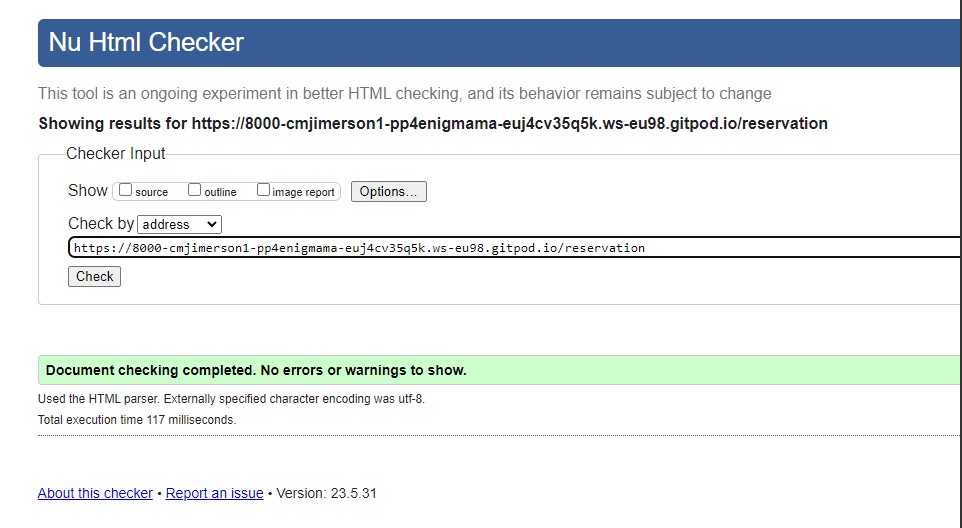 Nu Html Checker
This tool is an ongoing experiment in better HTML checking, and its behavior remains subject to change
Showing results for https://8000-cmjimerson1-pp4enigmama-euj4cv35q5k.ws-eu98.gitpod.io/reservation
Checker Input
Show source outline image report Options...
Check by address
https://8000-cmjimerson1-pp4enigmama-euj4cv35q5k.ws-eu98.gitpod.io/reservation
Check
Document checking completed. No errors or warnings to show.
Used the HTML parser. Externally specified character encoding was utf-8.
Total execution time 117 milliseconds.
About this checker • Report an issue • Version: 23.5.31